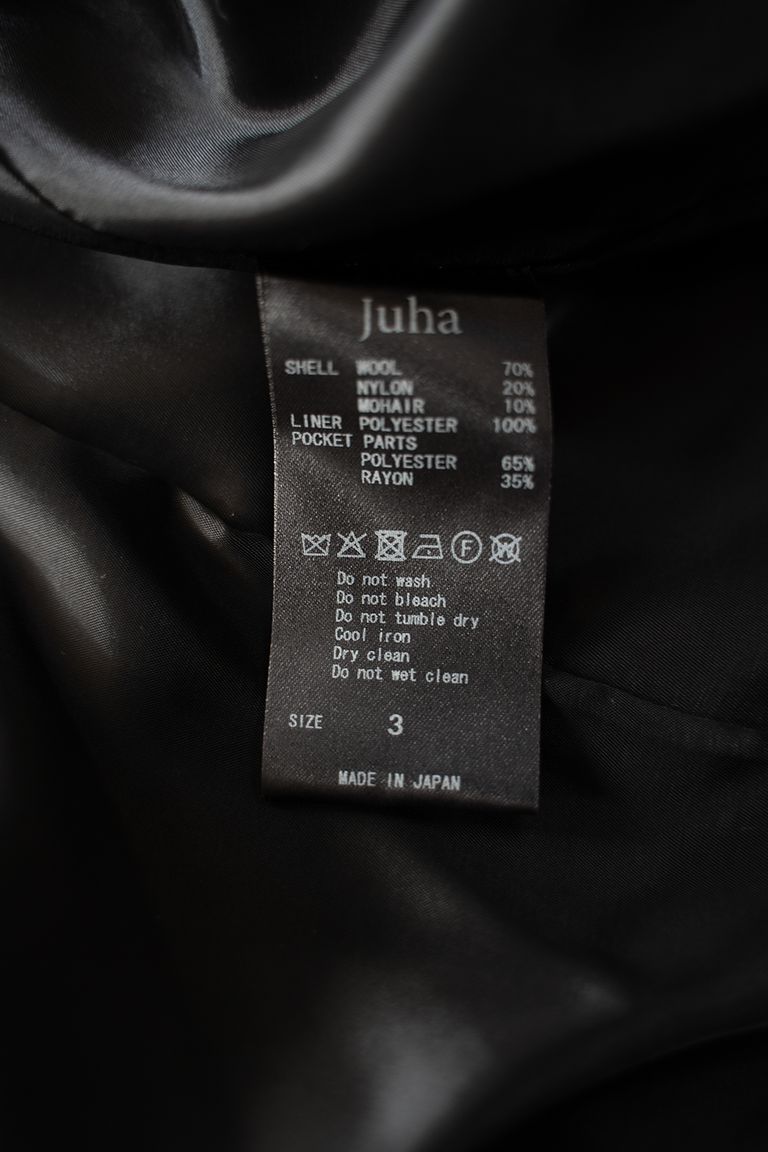 Juha
SHELL WOOL 70%
NYLON 20%
MOHAIR 10%
LINER POLYESTER 100%
POCKET PARTS
POLYESTER 65%
RAYON 35%
F W
Do not wash
Do not bleach
Do not tumble dry
Cool iron
Dry clean
Do not wet clean
SIZE 3
MADE IN JAPAN